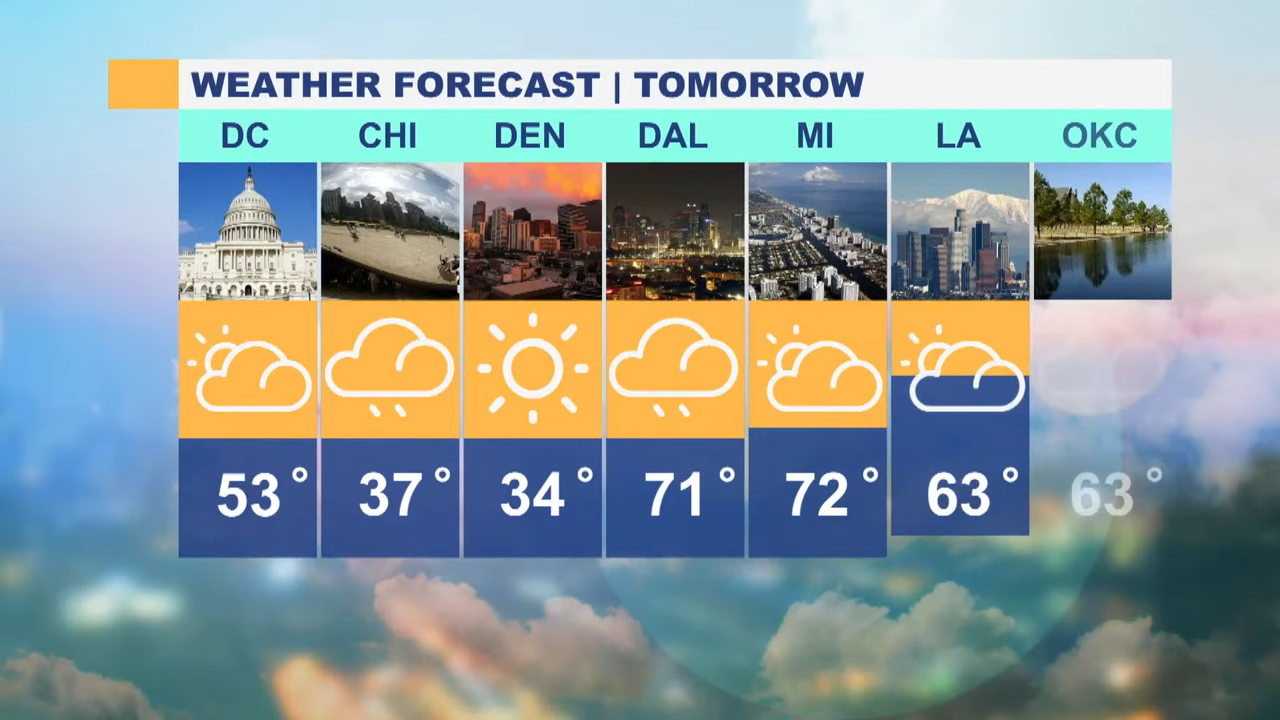 WEATHER FORECAST | TOMORROW
DC CHI DEN DAL MI LA OKC
53° 37° 34° 71° 72° 63° 63°